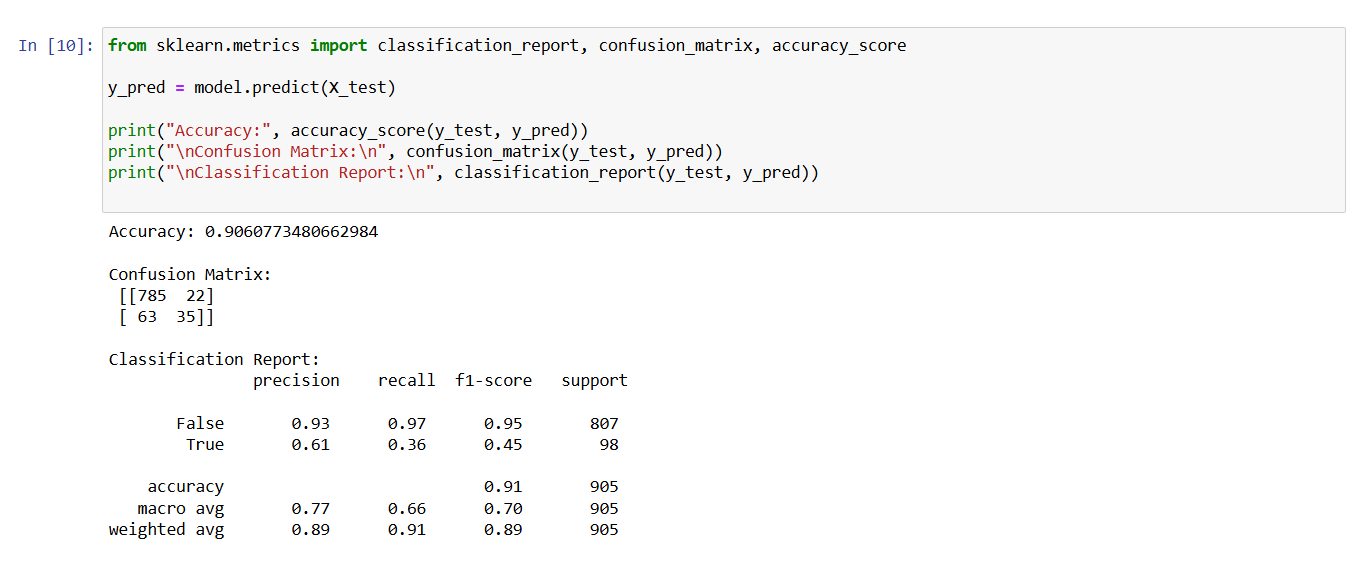 In [10]: from sklearn.metrics import classification_report, confusion_matrix, accuracy_score
y_pred = model.predict(X_test)
print("Accuracy:", accuracy_score(y_test, y_pred))
print("\nConfusion Matrix:\n", confusion_matrix(y_test, y_pred))
print("\nClassification Report:\n", classification_report(y_test, y_pred))
Accuracy: 0.9060773480662984
Confusion Matrix:
[[785  22]
[ 63  35]]
Classification Report:
precision    recall  f1-score   support
False       0.93      0.97      0.95       807
True       0.61      0.36      0.45        98
accuracy                           0.91       905
macro avg       0.77      0.66      0.70       905
weighted avg       0.89      0.91      0.89       905